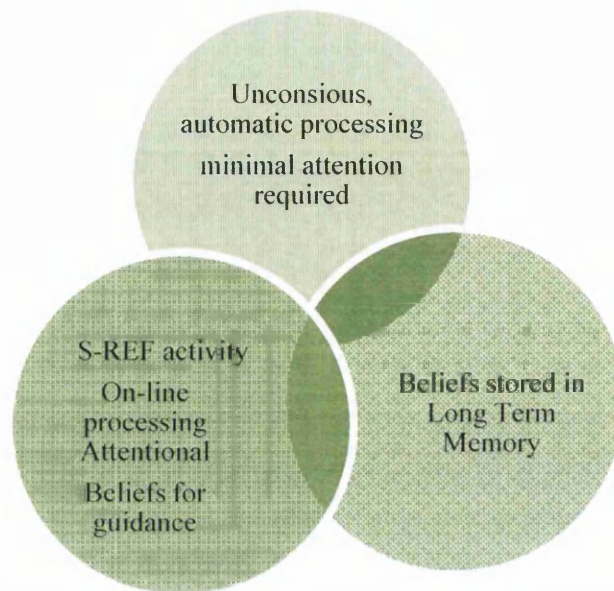 Unconsious,
automatic processing
minimal attention
required
S-REF activity
On-line
processing
Attentional
Beliefs for
guidance
Beliefs stored in
Long Term
Memory